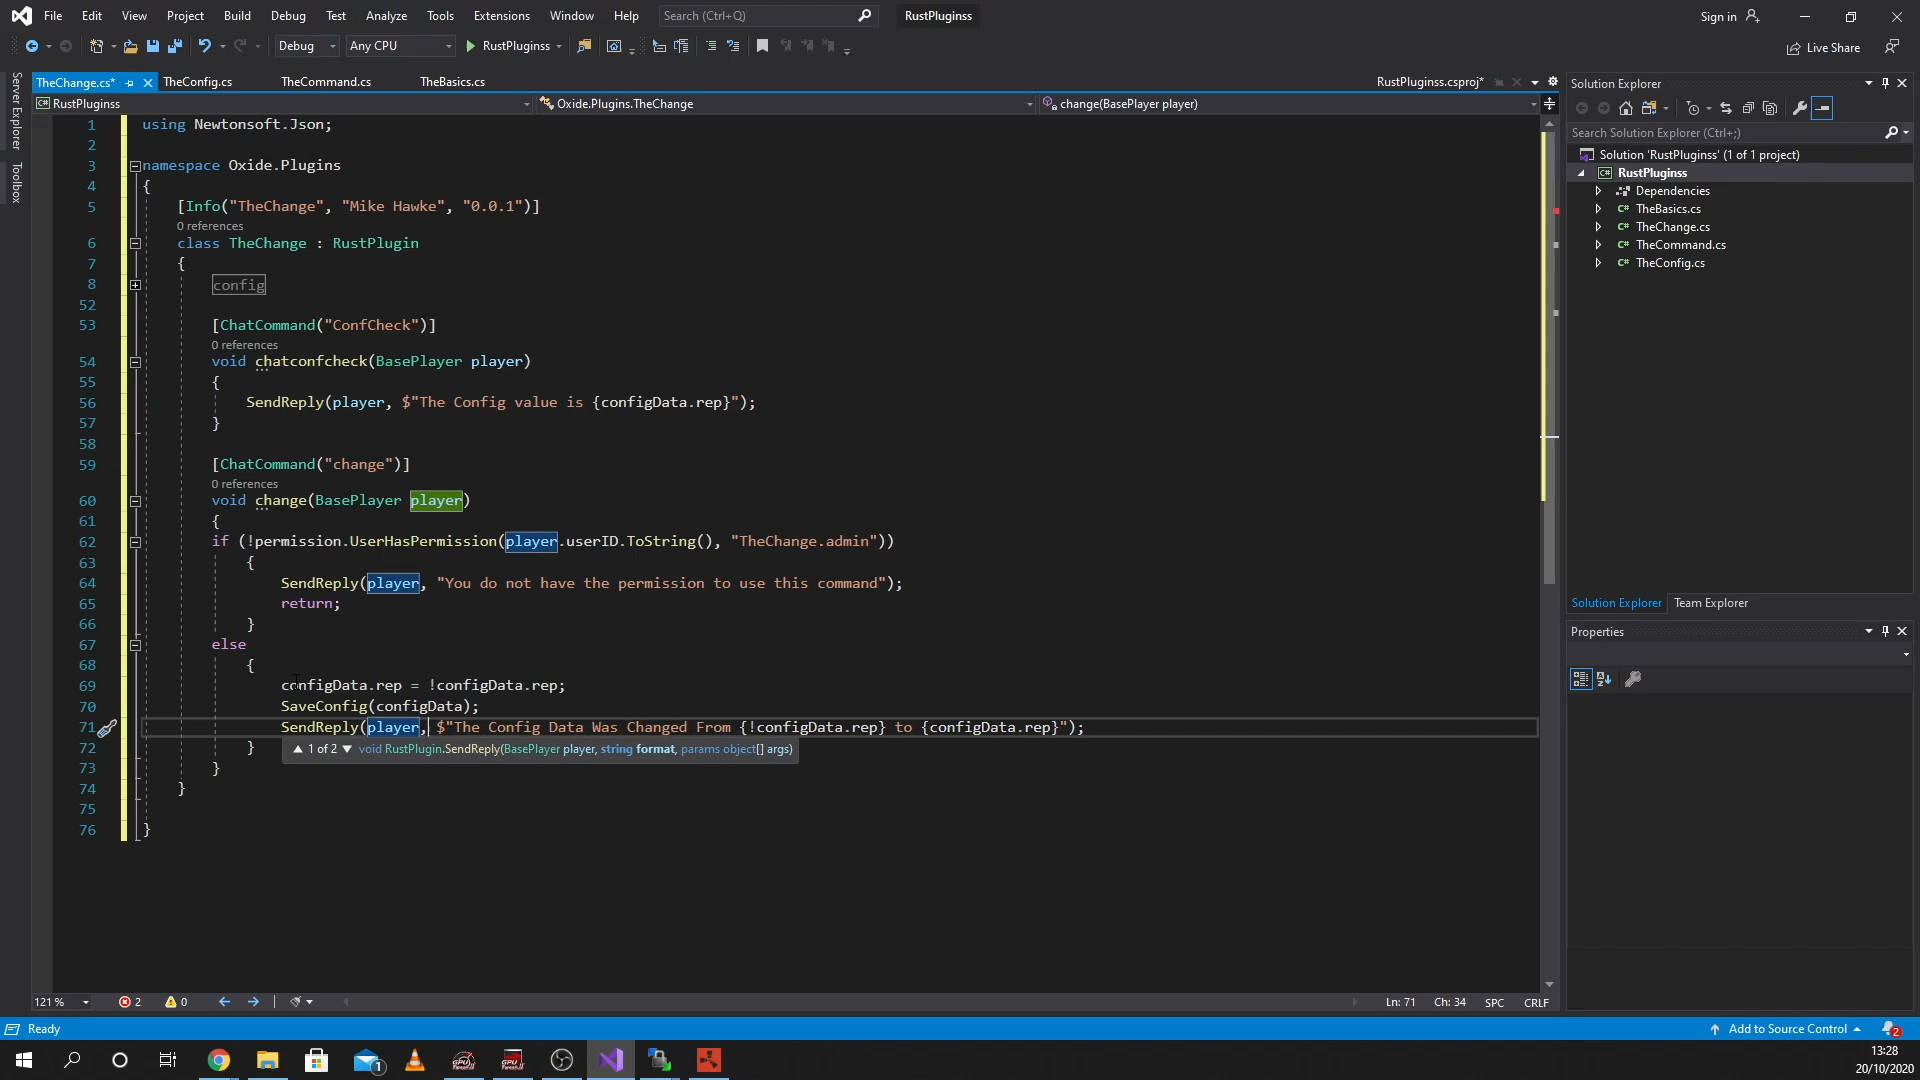 File Edit View Project Build Debug Test Analyze Tools Extensions Window Help Search (Ctrl+Q) RustPluginss Sign in
Debug Any CPU RustPluginss Live Share
TheChange.cs* TheConfig.cs TheCommand.cs TheBasics.cs RustPluginss.csproj*
RustPluginss Oxide.Plugins.TheChange change(BasePlayer player)
Server Explorer
Toolbox
1 using Newtonsoft.Json;
2
3 namespace Oxide.Plugins
4 {
5 [Info("TheChange", "Mike Hawke", "0.0.1")]
0 references
6 class TheChange : RustPlugin
7 {
8 config
52
53 [ChatCommand("ConfCheck")]
0 references
54 void chatconfcheck(BasePlayer player)
55 {
56 SendReply(player, $"The Config value is {configData.rep}");
57 }
58
59 [ChatCommand("change")]
0 references
60 void change(BasePlayer player)
61 {
62 if (!permission.UserHasPermission(player.userID.ToString(), "TheChange.admin"))
63 {
64 SendReply(player, "You do not have the permission to use this command");
65 return;
66 }
67 else
68 {
69 configData.rep = !configData.rep;
70 SaveConfig(configData);
71 SendReply(player, $"The Config Data Was Changed From {!configData.rep} to {configData.rep}");
72 }
1 of 2 void RustPlugin.SendReply(BasePlayer player, string format, params object[] args)
73 }
74 }
75
76 }
121 % 2 0 Ln: 71 Ch: 34 SPC CRLF
Solution Explorer
Search Solution Explorer (Ctrl+;)
Solution 'RustPluginss' (1 of 1 project)
RustPluginss
Dependencies
C# TheBasics.cs
C# TheChange.cs
C# TheCommand.cs
C# TheConfig.cs
Solution Explorer Team Explorer
Properties
Ready Add to Source Control 2
1
13:28
20/10/2020